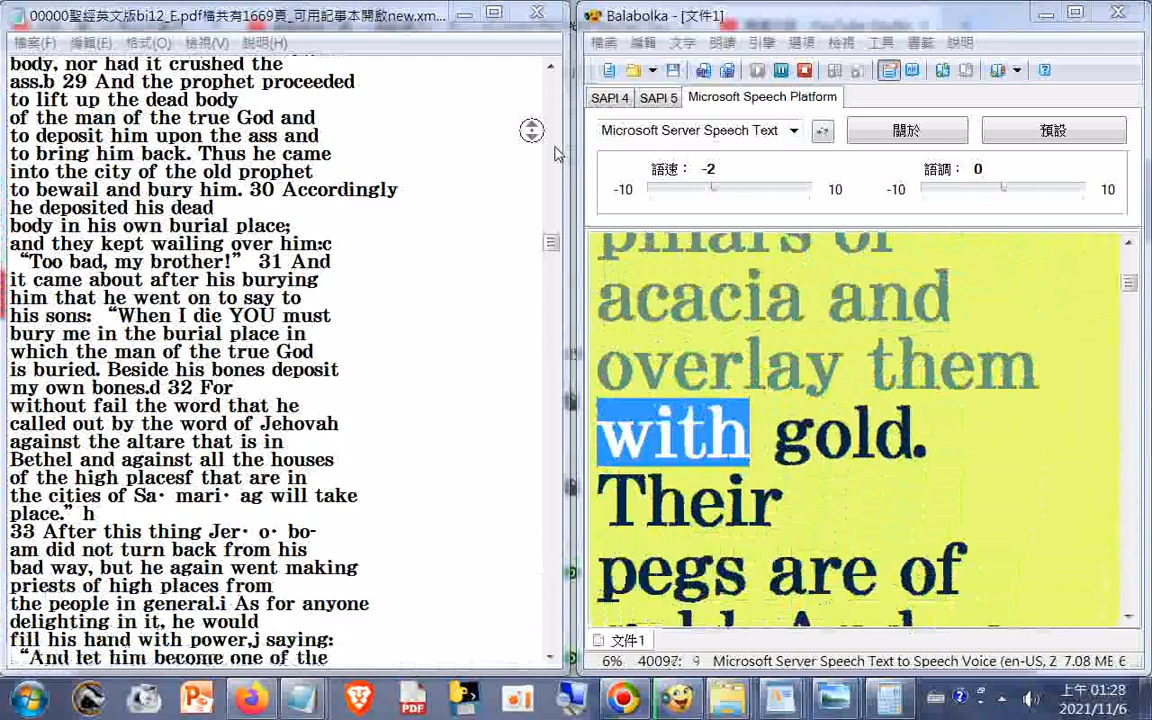 00000聖經英文版bi12_E.pdf檔共有1669頁_可用記事本開啟new.xm...
檔案(F) 編輯(E) 格式(O) 檢視(V) 說明(H)
body, nor had it crushed the
ass.b 29 And the prophet proceeded
to lift up the dead body
of the man of the true God and
to deposit him upon the ass and
to bring him back. Thus he came
into the city of the old prophet
to bewail and bury him. 30 Accordingly
he deposited his dead
body in his own burial place;
and they kept wailing over him:c
“Too bad, my brother!” 31 And
it came about after his burying
him that he went on to say to
his sons: “When I die YOU must
bury me in the burial place in
which the man of the true God
is buried. Beside his bones deposit
my own bones.d 32 For
without fail the word that he
called out by the word of Jehovah
against the altare that is in
Bethel and against all the houses
of the high placesf that are in
the cities of Sa· mari· ag will take
place.” h
33 After this thing Jer· o· bo-
am did not turn back from his
bad way, but he again went making
priests of high places from
the people in general.i As for anyone
delighting in it, he would
fill his hand with power,j saying:
“And let him become one of the
Balabolka - [文件1]
檔案 編輯 文字 朗讀 引擎 選項 檢視 工具 書籤 說明
SAPI 4 SAPI 5 Microsoft Speech Platform
Microsoft Server Speech Text 關於 預設
語速: -2 語調: 0
-10 10 -10 10
pillars of
acacia and
overlay them
with gold.
Their
pegs are of
文件1
6% 40097: 9 Microsoft Server Speech Text to Speech Voice (en-US, Z 7.08 MB 6
PDF
上午 01:28
2021/11/6